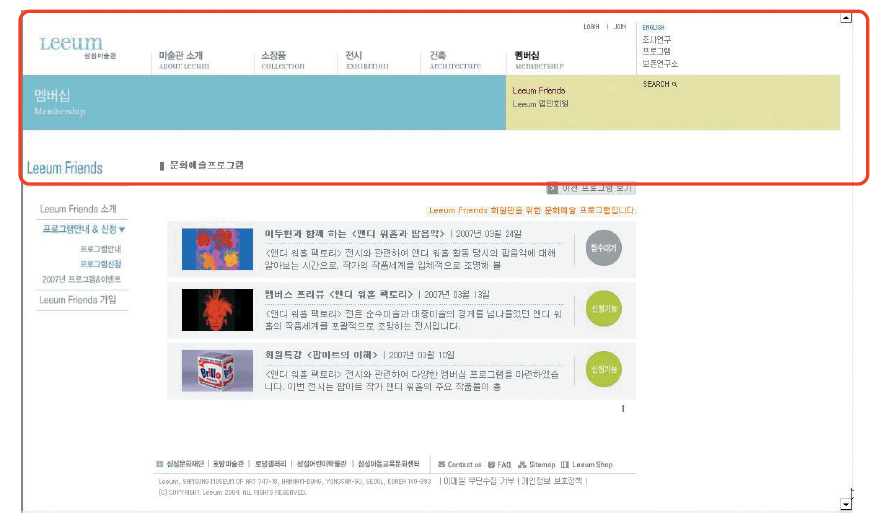 LOGIN | JOIN
ENGLISH
Leeum
삼성미술관
미술관 소개
ABOUT LEEUM
소장품
COLLECTION
전시
EXHIBITION
건축
ARCHITECTURE
멤버십
MEMBERSHIP
조사연구
프로그램
보존연구소
SEARCH
멤버십
Membership
Leeum Friends
Leeum 법인회원
Leeum Friends
문화예술프로그램
이전 프로그램 보기
Leeum Friends 회원만을 위한 문화예술 프로그램입니다.
Leeum Friends 소개
프로그램안내 & 신청 ▼
프로그램안내
프로그램신청
2007년 프로그램&이벤트
Leeum Friends 가입
이두헌과 함께 하는 <앤디 워홀과 팝음악> | 2007년 03월 24일
<앤디 워홀 팩토리> 전시와 관련하여 앤디 워홀 활동 당시의 팝음악에 대해
알아보는 시간으로, 작가의 작품세계를 입체적으로 조명해 볼
접수대기
멤버스 프리뷰 <앤디 워홀 팩토리> | 2007년 03월 13일
<앤디 워홀 팩토리> 전은 순수미술과 대중미술의 경계를 넘나들었던 앤디 워
홀의 작품세계를 포괄적으로 조망하는 전시입니다.
신청가능
Brillo
회원특강 <팝아트의 이해> | 2007년 03월 10일
<앤디 워홀 팩토리> 전시와 관련하여 다양한 멤버십 프로그램을 마련하였습
니다. 이번 전시는 팝아트 작가 앤디 워홀의 주요 작품들이 총
신청가능
1
삼성문화재단 | 호암미술관 | 로댕갤러리 | 삼성어린이박물관 | 삼성아동교육문화센터 | Contact us FAQ Sitemap Leeum Shop
Leeum, SAMSUNG MUSEUM OF ART 747-18, HANNAM-DONG, YONGSAN-GU, SEOUL, KOREA 140-893 | 이메일 무단수집 거부 | 개인정보 보호정책 |
(C) COPYRIGHT. Leeum 2004. ALL RIGHTS RESERVED.